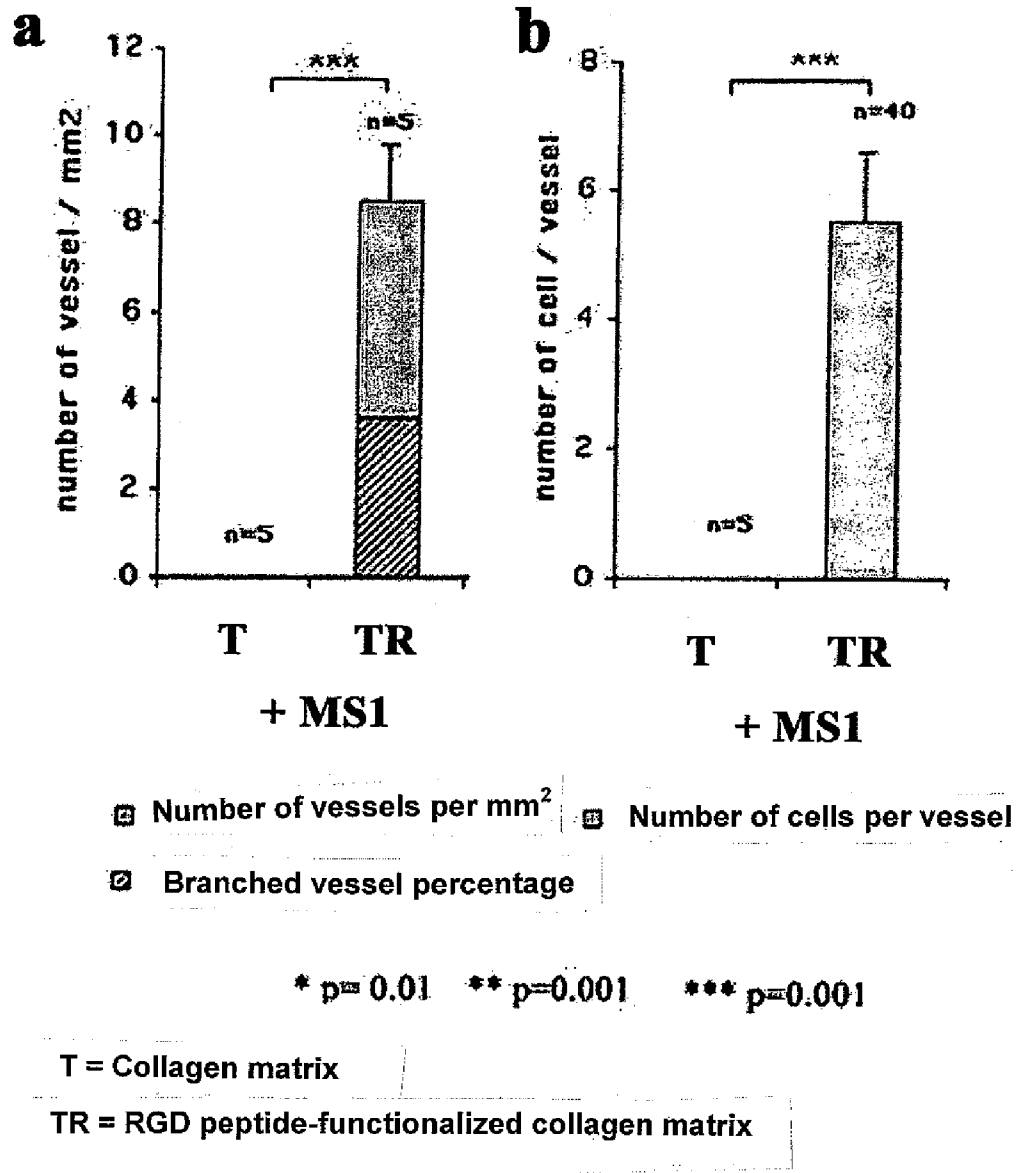 a
12
10
8
6
4
2
0
number of vessel / mm2
***
n=5
n=5
T
TR
+ MS1
b
8
6
4
2
0
number of cell / vessel
***
n=40
n=5
T
TR
+ MS1
Number of vessels per mm²
Number of cells per vessel
Branched vessel percentage
* p= 0.01 ** p=0.001 *** p=0.001
T = Collagen matrix
TR = RGD peptide-functionalized collagen matrix